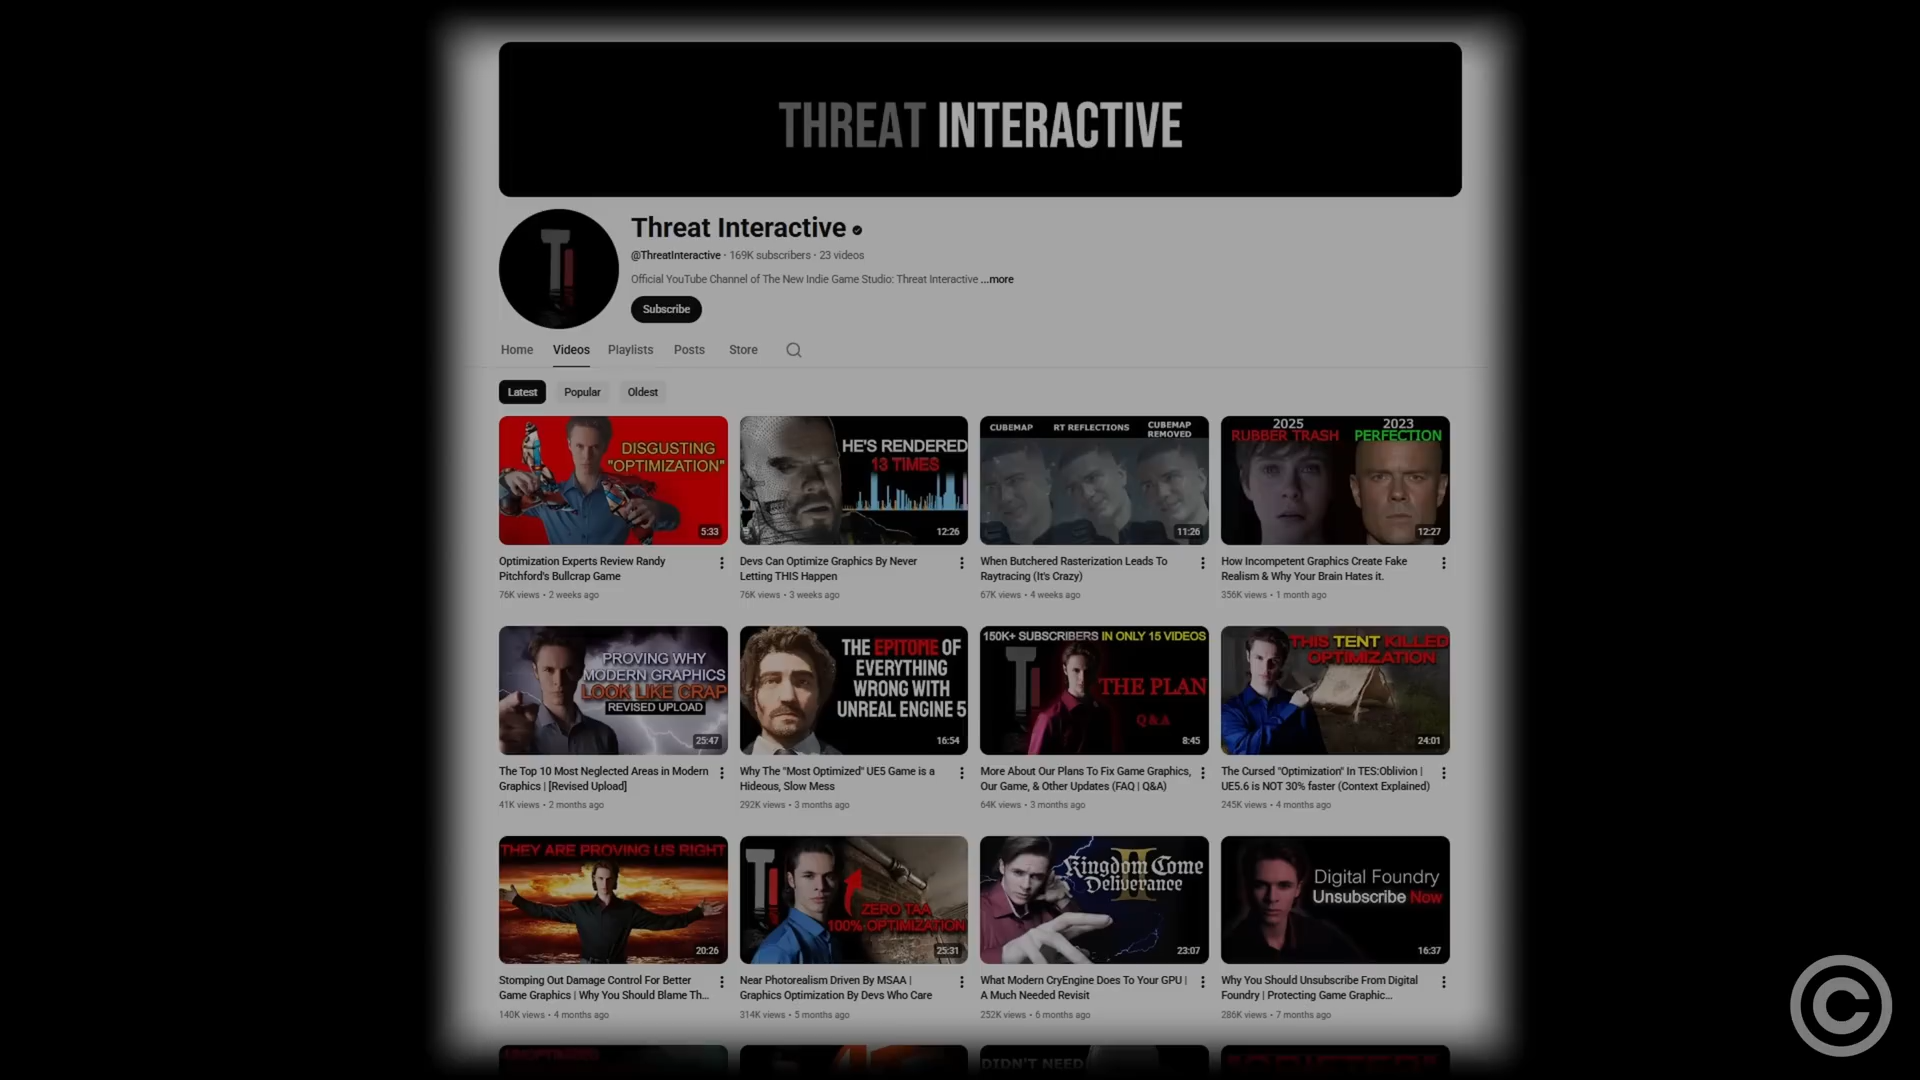 THREAT INTERACTIVE
Threat Interactive
@ThreatInteractive · 169K subscribers · 23 videos
Official YouTube Channel of The New Indie Game Studio: Threat Interactive ...more
Subscribe
Home Videos Playlists Posts Store
Latest Popular Oldest
DISGUSTING
"OPTIMIZATION"
5:33
HE'S RENDERED
13 TIMES
12:26
CUBEMAP RT REFLECTIONS CUBEMAP
REMOVED
11:26
2025 2023
RUBBER TRASH PERFECTION
12:27
Optimization Experts Review Randy
Pitchford's Bullcrap Game
76K views • 2 weeks ago
Devs Can Optimize Graphics By Never
Letting THIS Happen
76K views • 3 weeks ago
When Butchered Rasterization Leads To
Raytracing (It's Crazy)
67K views • 4 weeks ago
How Incompetent Graphics Create Fake
Realism & Why Your Brain Hates it.
356K views • 1 month ago
PROVING WHY
MODERN GRAPHICS
LOOK LIKE CRAP
REVISED UPLOAD
25:47
THE EPITOME OF
EVERYTHING
WRONG WITH
UNREAL ENGINE 5
16:54
150K+ SUBSCRIBERS IN ONLY 15 VIDEOS
THE PLAN
Q&A
8:45
THIS TENT KILLED
OPTIMIZATION
24:01
The Top 10 Most Neglected Areas in Modern
Graphics | [Revised Upload]
41K views • 2 months ago
Why The "Most Optimized" UE5 Game is a
Hideous, Slow Mess
292K views • 3 months ago
More About Our Plans To Fix Game Graphics,
Our Game, & Other Updates (FAQ | Q&A)
64K views • 3 months ago
The Cursed "Optimization" In TES:Oblivion |
UE5.6 is NOT 30% faster (Context Explained)
245K views • 4 months ago
THEY ARE PROVING US RIGHT
20:26
ZERO TAA
100% OPTIMIZATION
25:31
Kingdom Come
Deliverance
II
23:07
Digital Foundry
Unsubscribe Now
16:37
Stomping Out Damage Control For Better
Game Graphics | Why You Should Blame Th...
140K views • 4 months ago
Near Photorealism Driven By MSAA |
Graphics Optimization By Devs Who Care
314K views • 5 months ago
What Modern CryEngine Does To Your GPU |
A Much Needed Revisit
252K views • 6 months ago
Why You Should Unsubscribe From Digital
Foundry | Protecting Game Graphic...
286K views • 7 months ago
DIDN'T NEED
©